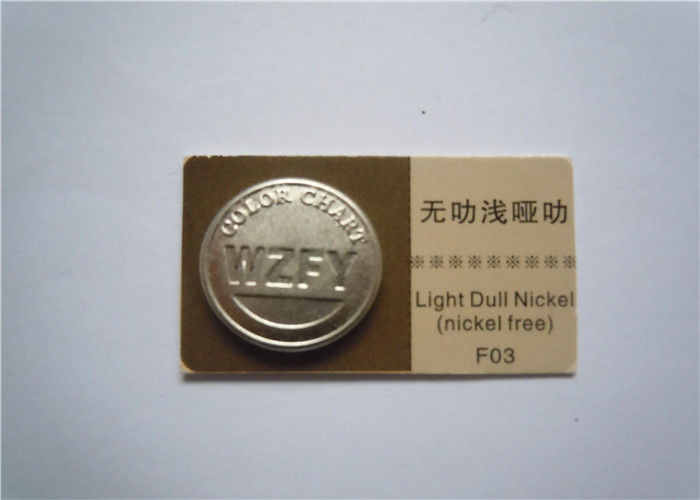 COLOR CHART
WZFY
无叻浅哑叻
※※※※※※※※※
Light Dull Nickel
(nickel free)
F03